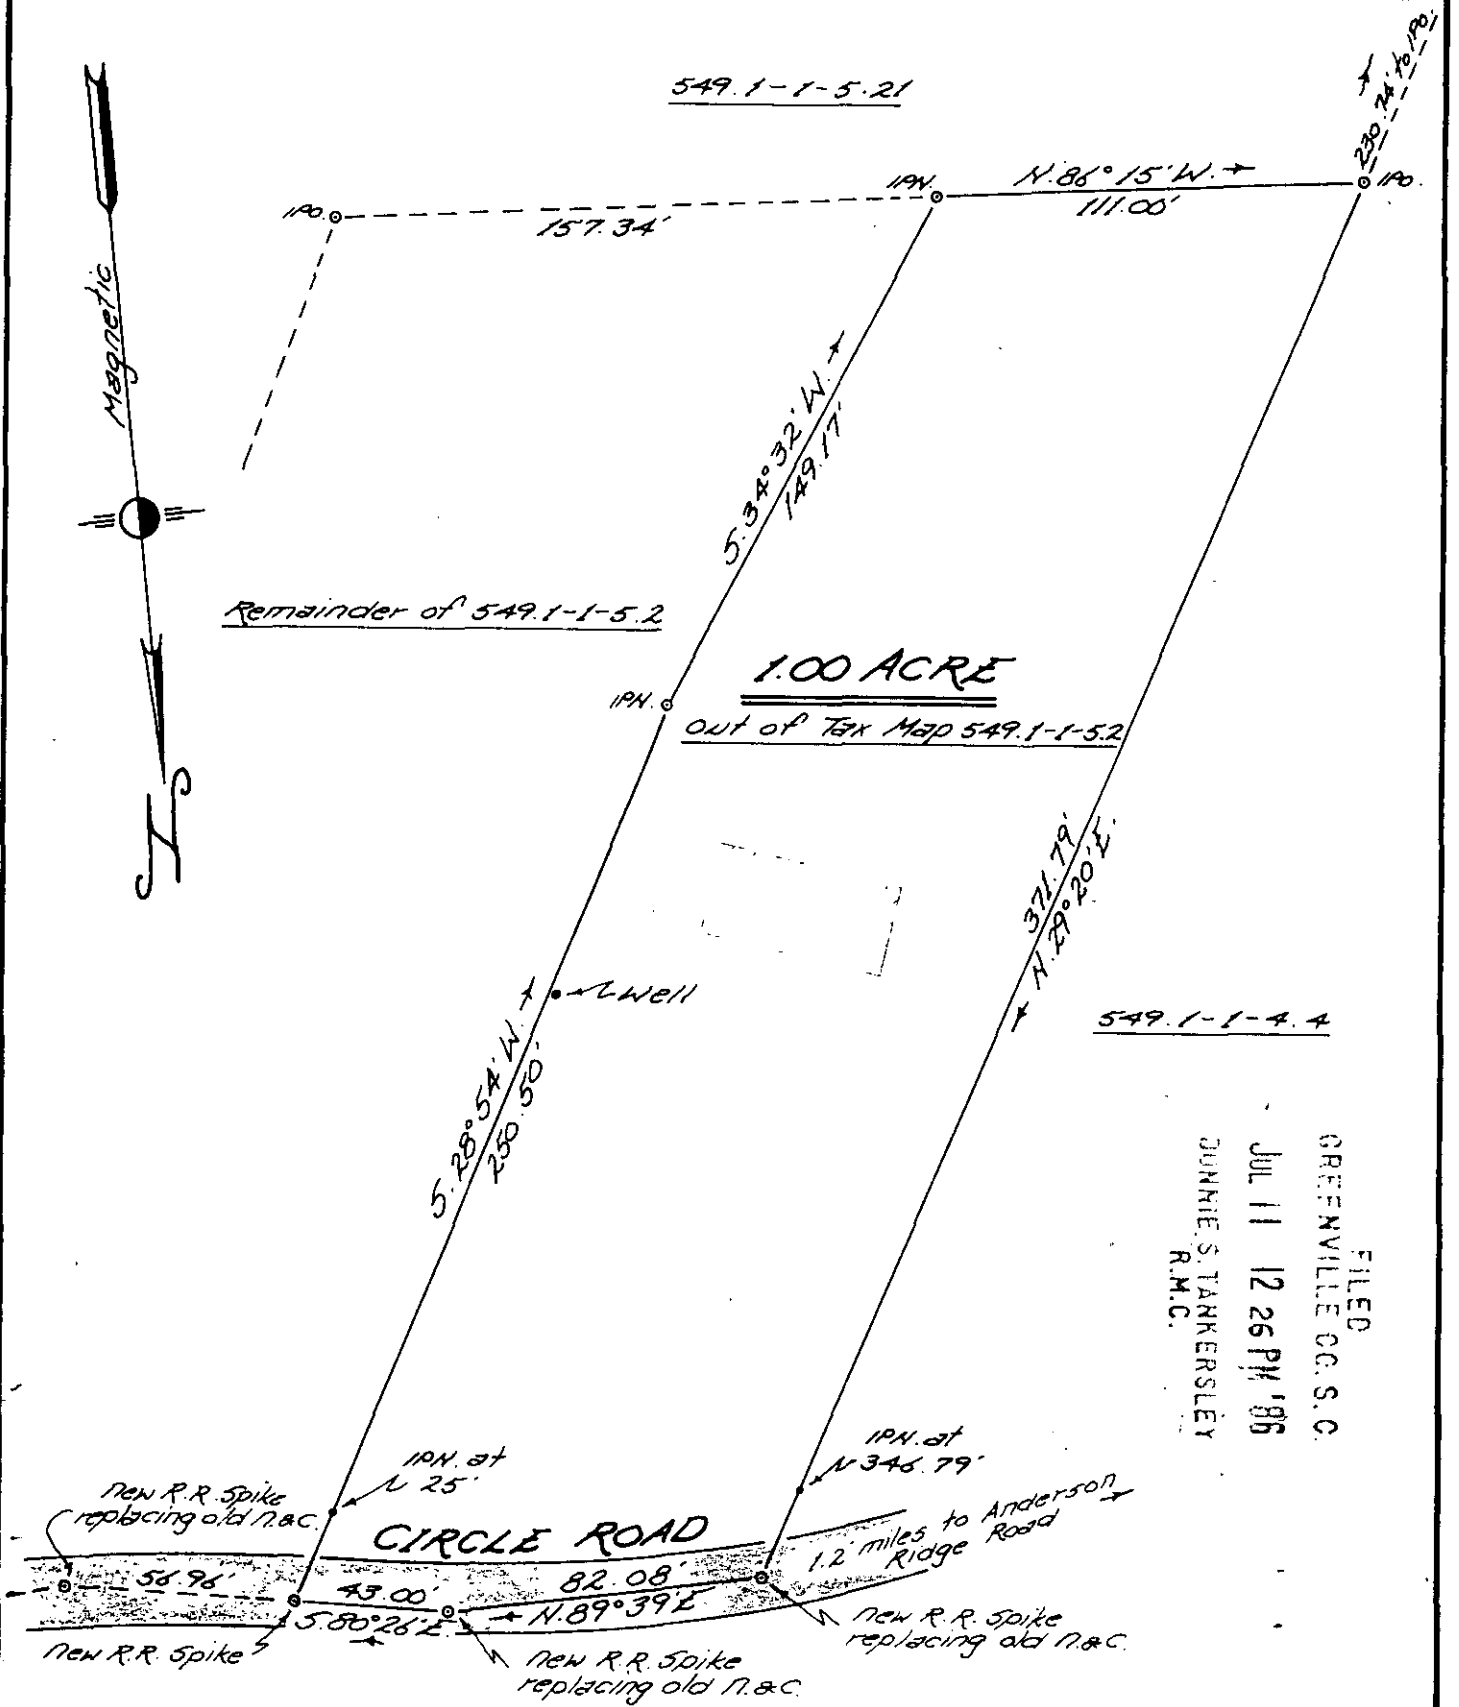 549.1-1-5.21
230.74' to IPO.
IPO.
157.34'
IPN.
N.86°15'W.
111.00'
IPO.
Magnetic
N
S.34°32'W.
149.17'
Remainder of 549.1-1-5.2
1.00 ACRE
out of Tax Map 549.1-1-5.2
IPN.
371.79'
N.29°20'E.
Well
549.1-1-4.4
S.28°54'W.
250.50'
FILED
GREENVILLE CO. S.C.
JUL 11 12 26 PM '86
DONNIE S. TANKERSLEY
R.M.C.
IPN. at
25'
IPN. at
346.79'
new R.R. Spike
replacing old n.&c.
CIRCLE ROAD
1.2 miles to Anderson
Ridge Road
56.96'
43.00'
82.08'
S.80°26'E.
N.89°39'E
new R.R. Spike
new R.R. Spike
replacing old n.&c.
new R.R. Spike
replacing old n.&c.